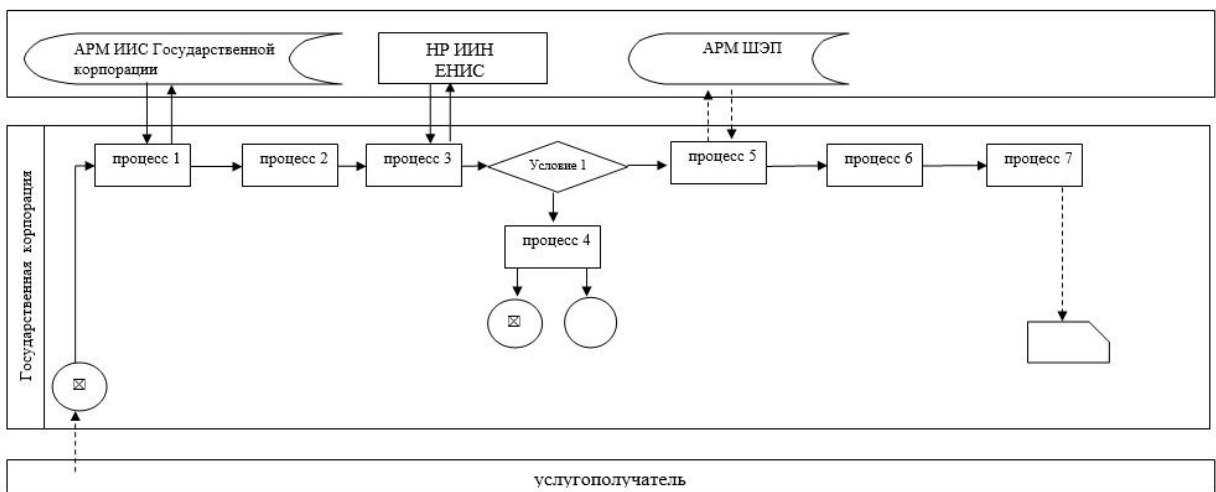 АРМ ИИС Государственной
корпорации
НР ИИН
ЕНИС
АРМ ШЭП
Государственная корпорация
процесс 1
процесс 2
процесс 3
Условие 1
процесс 5
процесс 6
процесс 7
процесс 4
услугополучатель